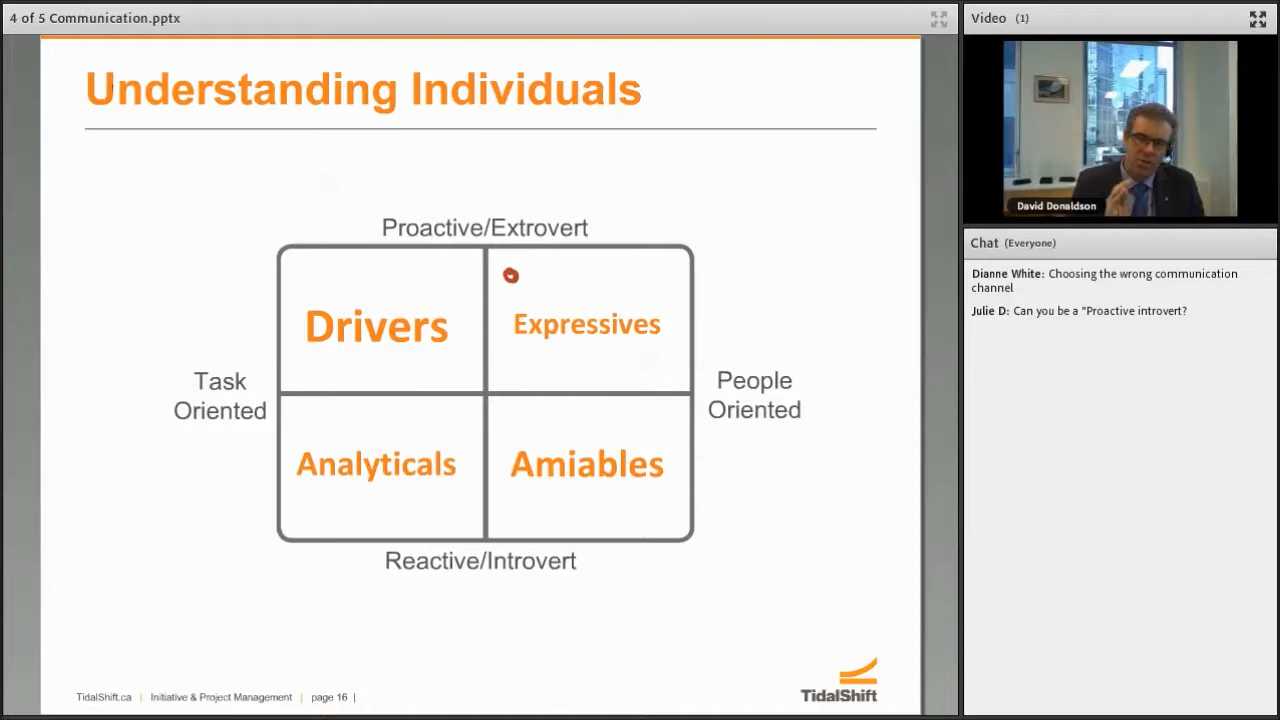 4 of 5 Communication.pptx
Understanding Individuals
Proactive/Extrovert
Drivers
Expressives
Task
Oriented
People
Oriented
Analyticals
Amiables
Reactive/Introvert
TidalShift.ca | Initiative & Project Management | page 16 |
TidalShift
Video (1)
David Donaldson
Chat (Everyone)
Dianne White: Choosing the wrong communication
channel
Julie D: Can you be a "Proactive introvert?